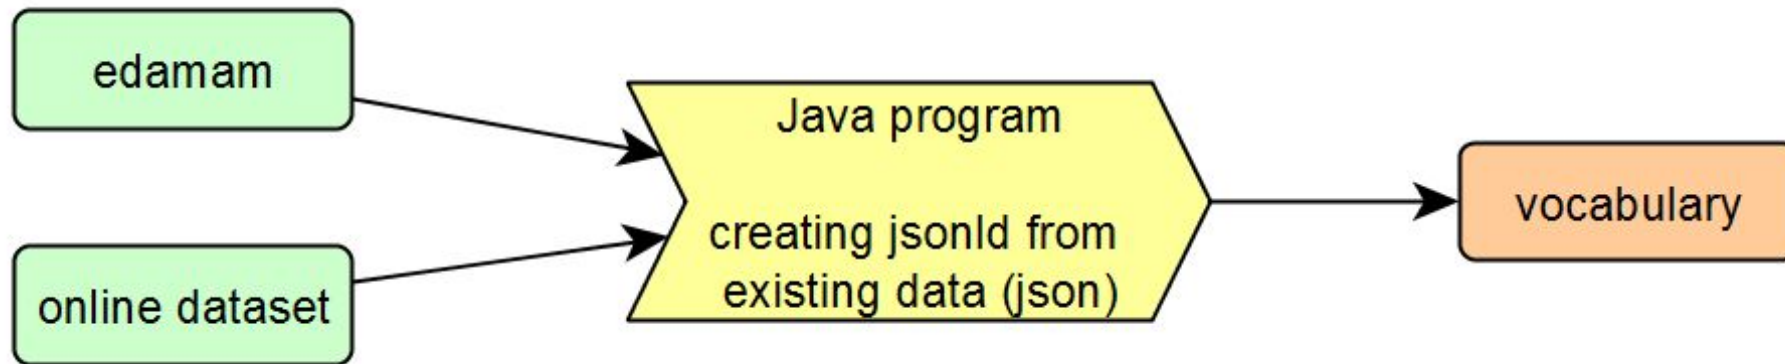 edamam
online dataset
Java program
creating jsonld from
existing data (json)
vocabulary